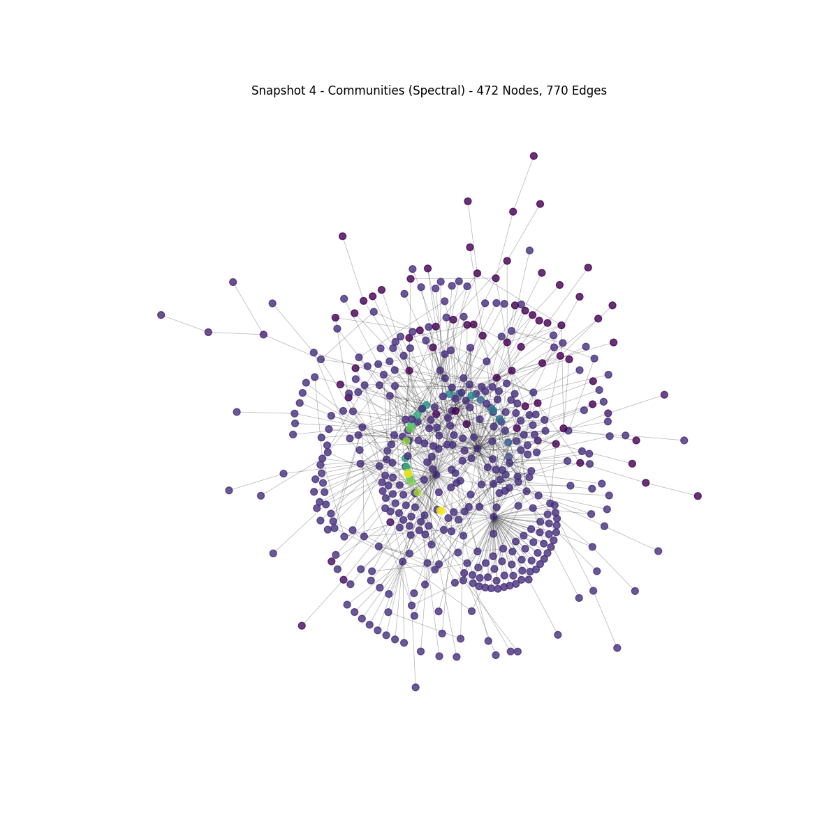 Snapshot 4 - Communities (Spectral) - 472 Nodes, 770 Edges